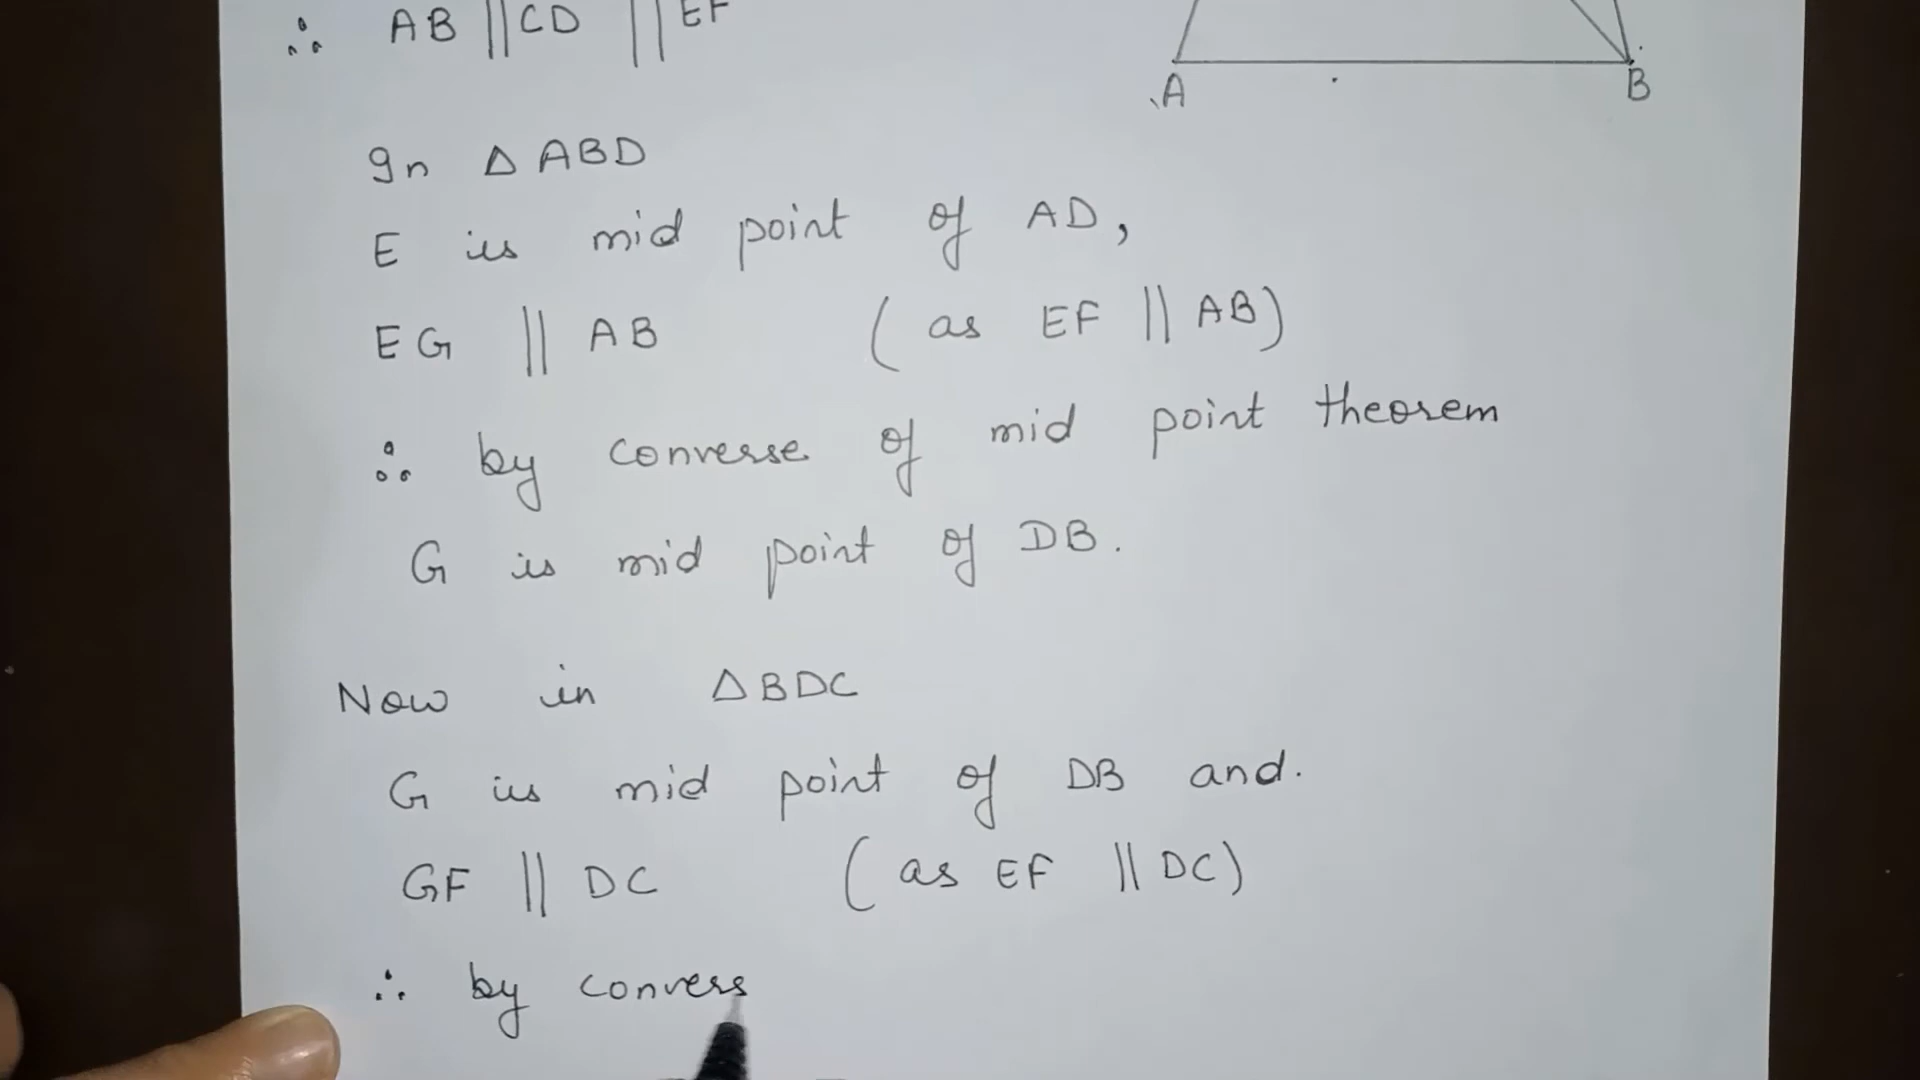 ∴ AB || CD || EF
A B
In △ ABD
E is mid point of AD,
EG || AB (as EF || AB)
∴ by converse of mid point theorem
G is mid point of DB.
Now in △BDC
G is mid point of DB and.
GF || DC (as EF || DC)
∴ by convers